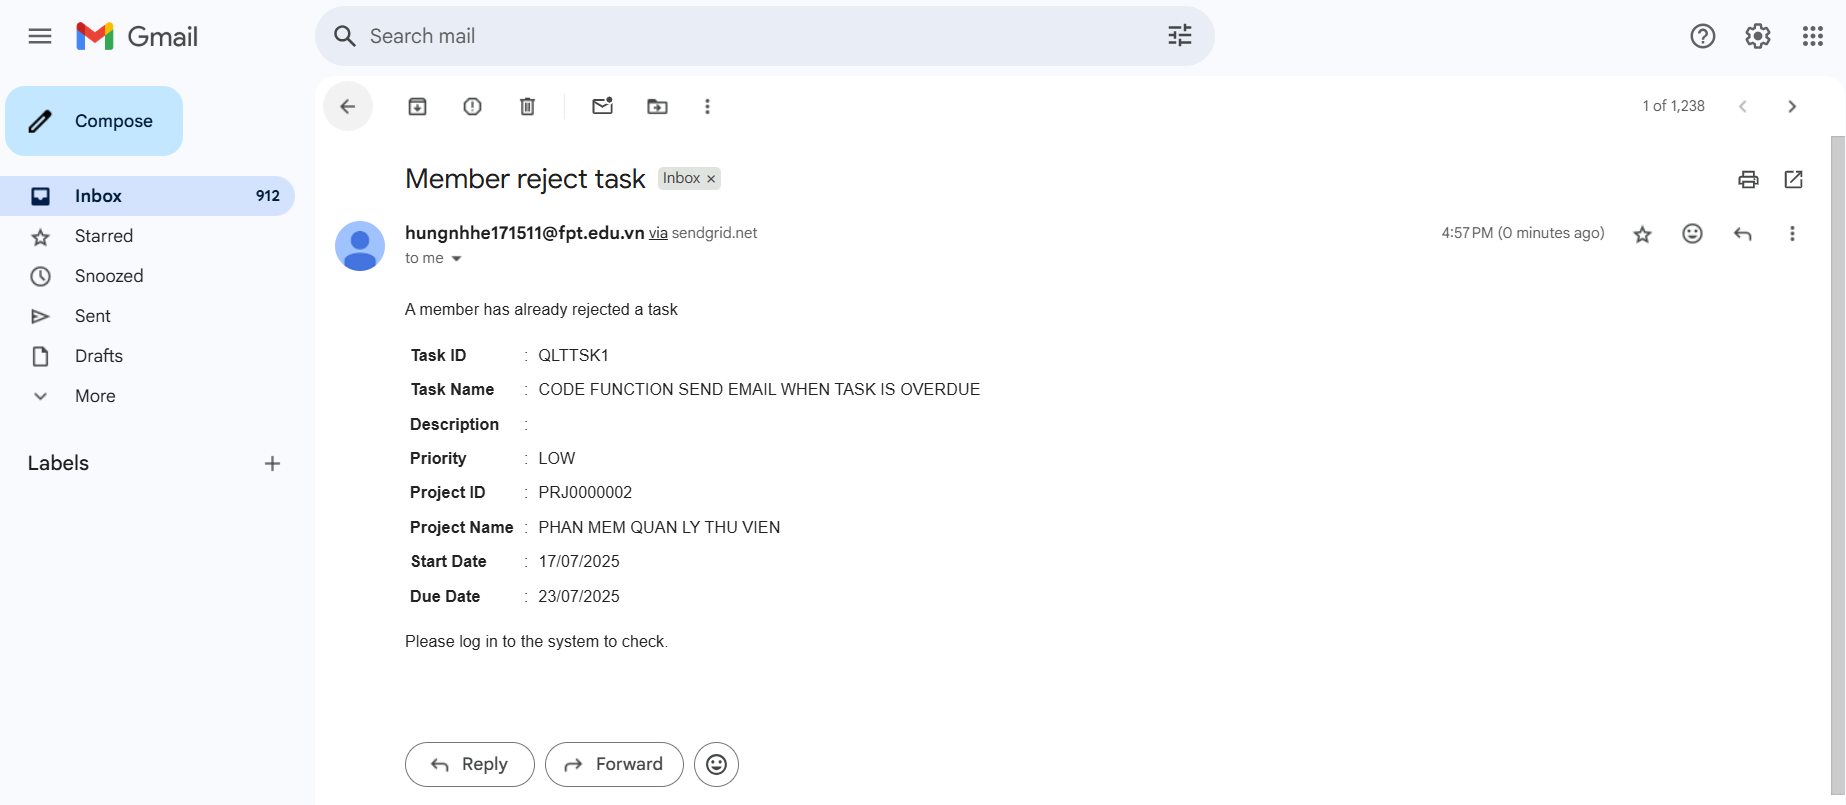 Gmail
Search mail
Compose
1 of 1,238
Inbox 912
Starred
Snoozed
Sent
Drafts
More
Labels
Member reject task Inbox ×
hungnhhe171511@fpt.edu.vn via sendgrid.net 4:57 PM (0 minutes ago)
to me
A member has already rejected a task
Task ID : QLTTSK1
Task Name : CODE FUNCTION SEND EMAIL WHEN TASK IS OVERDUE
Description :
Priority : LOW
Project ID : PRJ0000002
Project Name : PHAN MEM QUAN LY THU VIEN
Start Date : 17/07/2025
Due Date : 23/07/2025
Please log in to the system to check.
Reply Forward